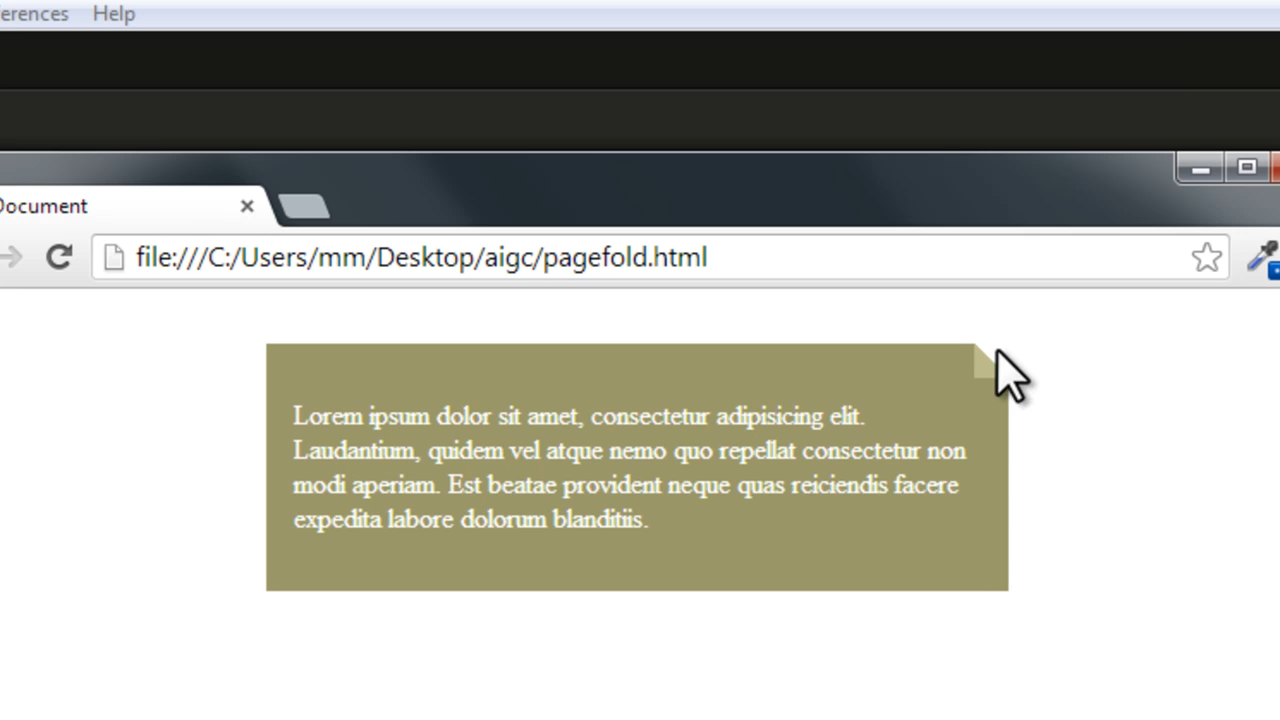 erences Help
Document
file:///C:/Users/mm/Desktop/aigc/pagefold.html
Lorem ipsum dolor sit amet, consectetur adipisicing elit.
Laudantium, quidem vel atque nemo quo repellat consectetur non
modi aperiam. Est beatae provident neque quas reiciendis facere
expedita labore dolorum blanditiis.